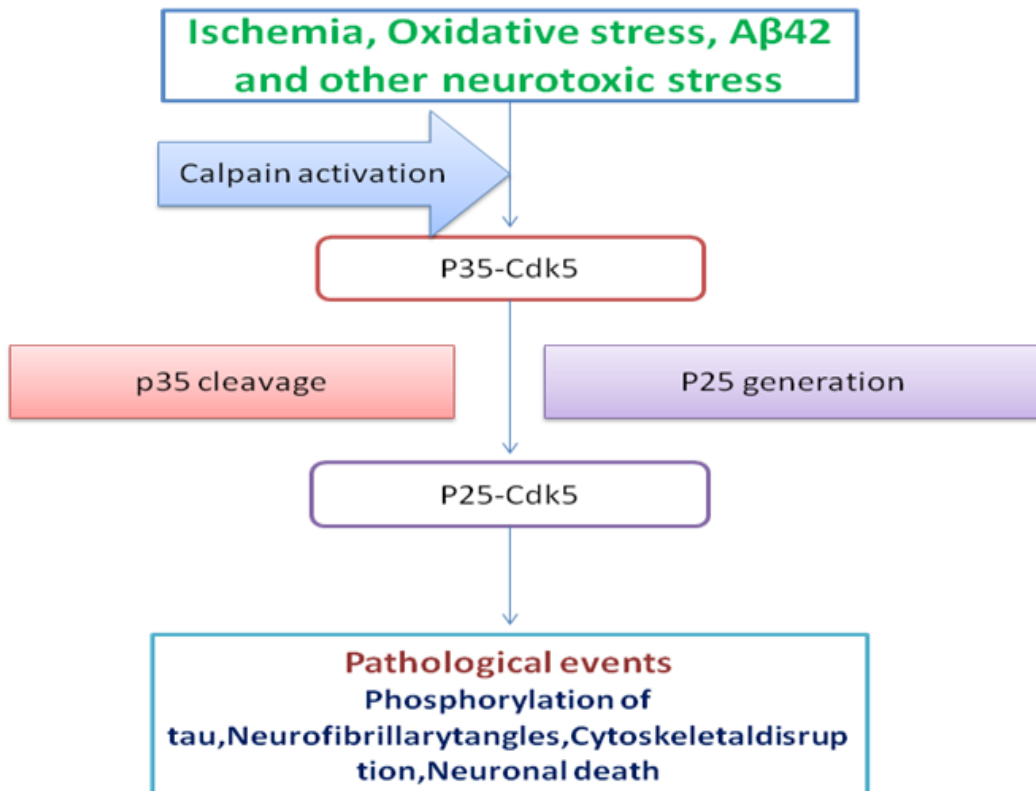 Ischemia, Oxidative stress, Aβ42
and other neurotoxic stress
Calpain activation
P35-Cdk5
p35 cleavage
P25 generation
P25-Cdk5
Pathological events
Phosphorylation of
tau,Neurofibrillarytangles,Cytoskeletaldisrup
tion,Neuronal death